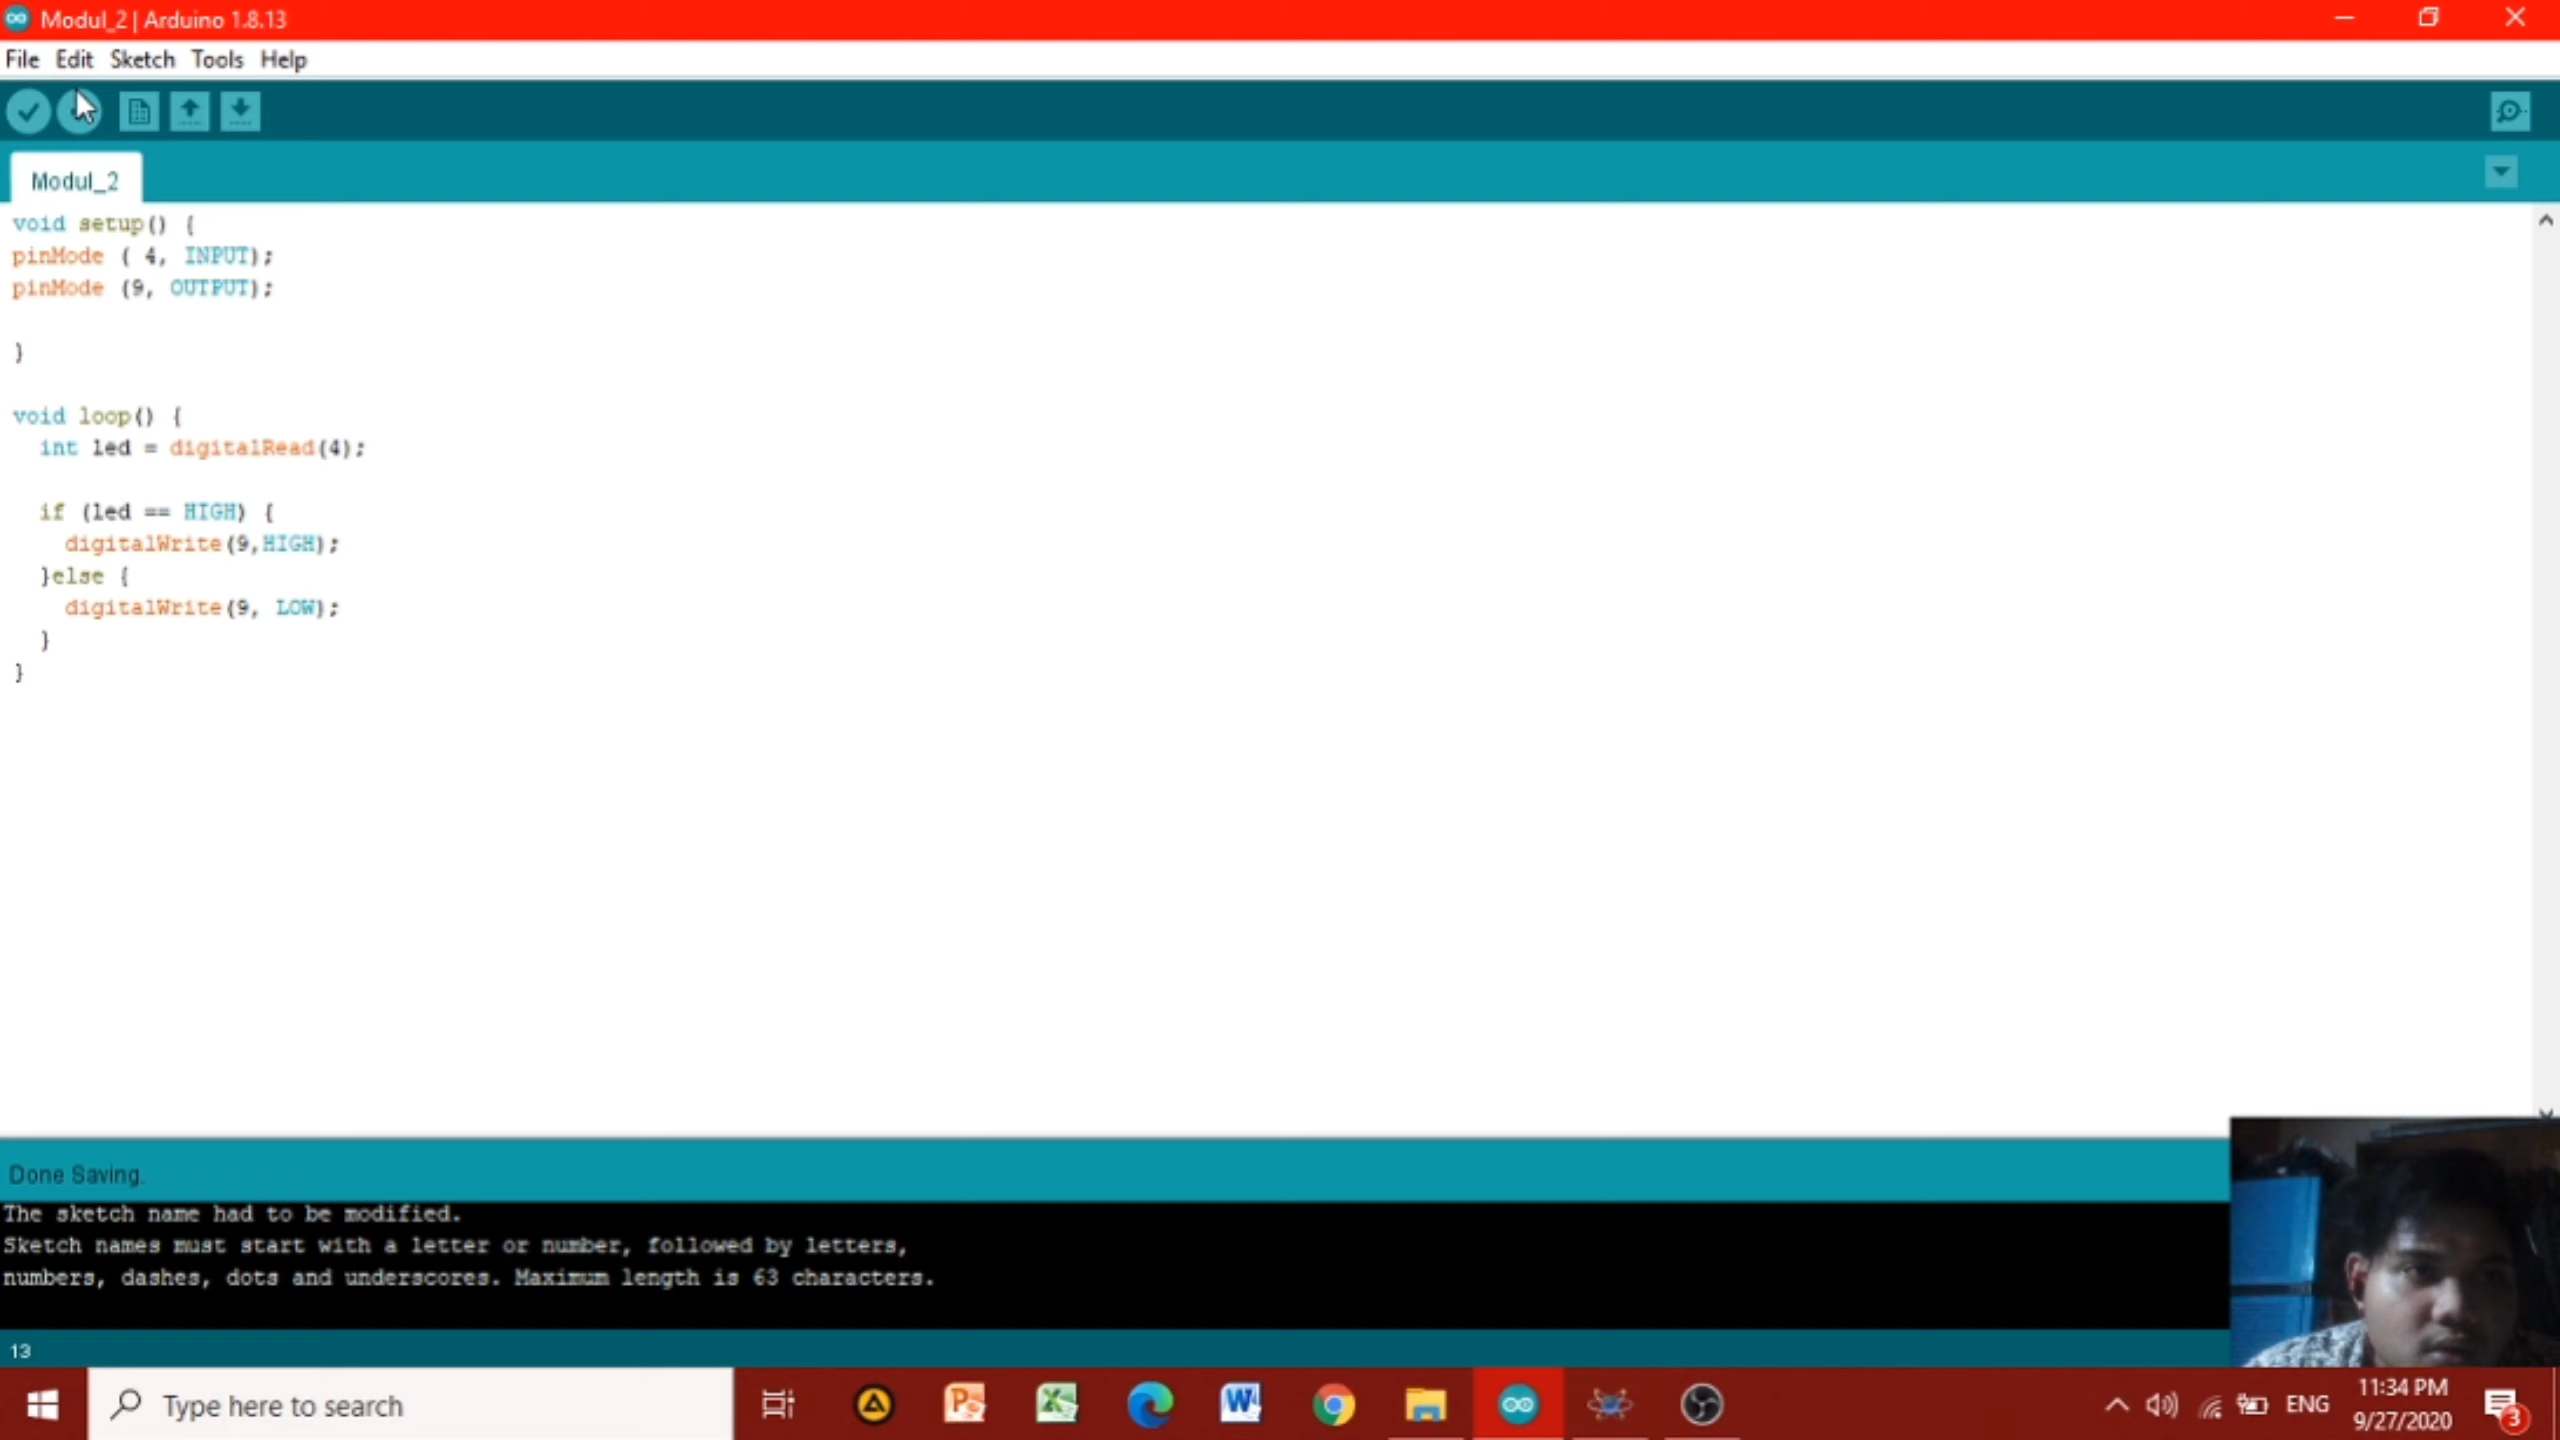 Modul_2 | Arduino 1.8.13
File Edit Sketch Tools Help
Modul_2
void setup() {
pinMode ( 4, INPUT);
pinMode (9, OUTPUT);
}
void loop() {
int led = digitalRead(4);
if (led == HIGH) {
digitalWrite(9,HIGH);
}else {
digitalWrite(9, LOW);
}
}
Done Saving.
The sketch name had to be modified.
Sketch names must start with a letter or number, followed by letters,
numbers, dashes, dots and underscores. Maximum length is 63 characters.
13
Type here to search
ENG
11:34 PM
9/27/2020
3